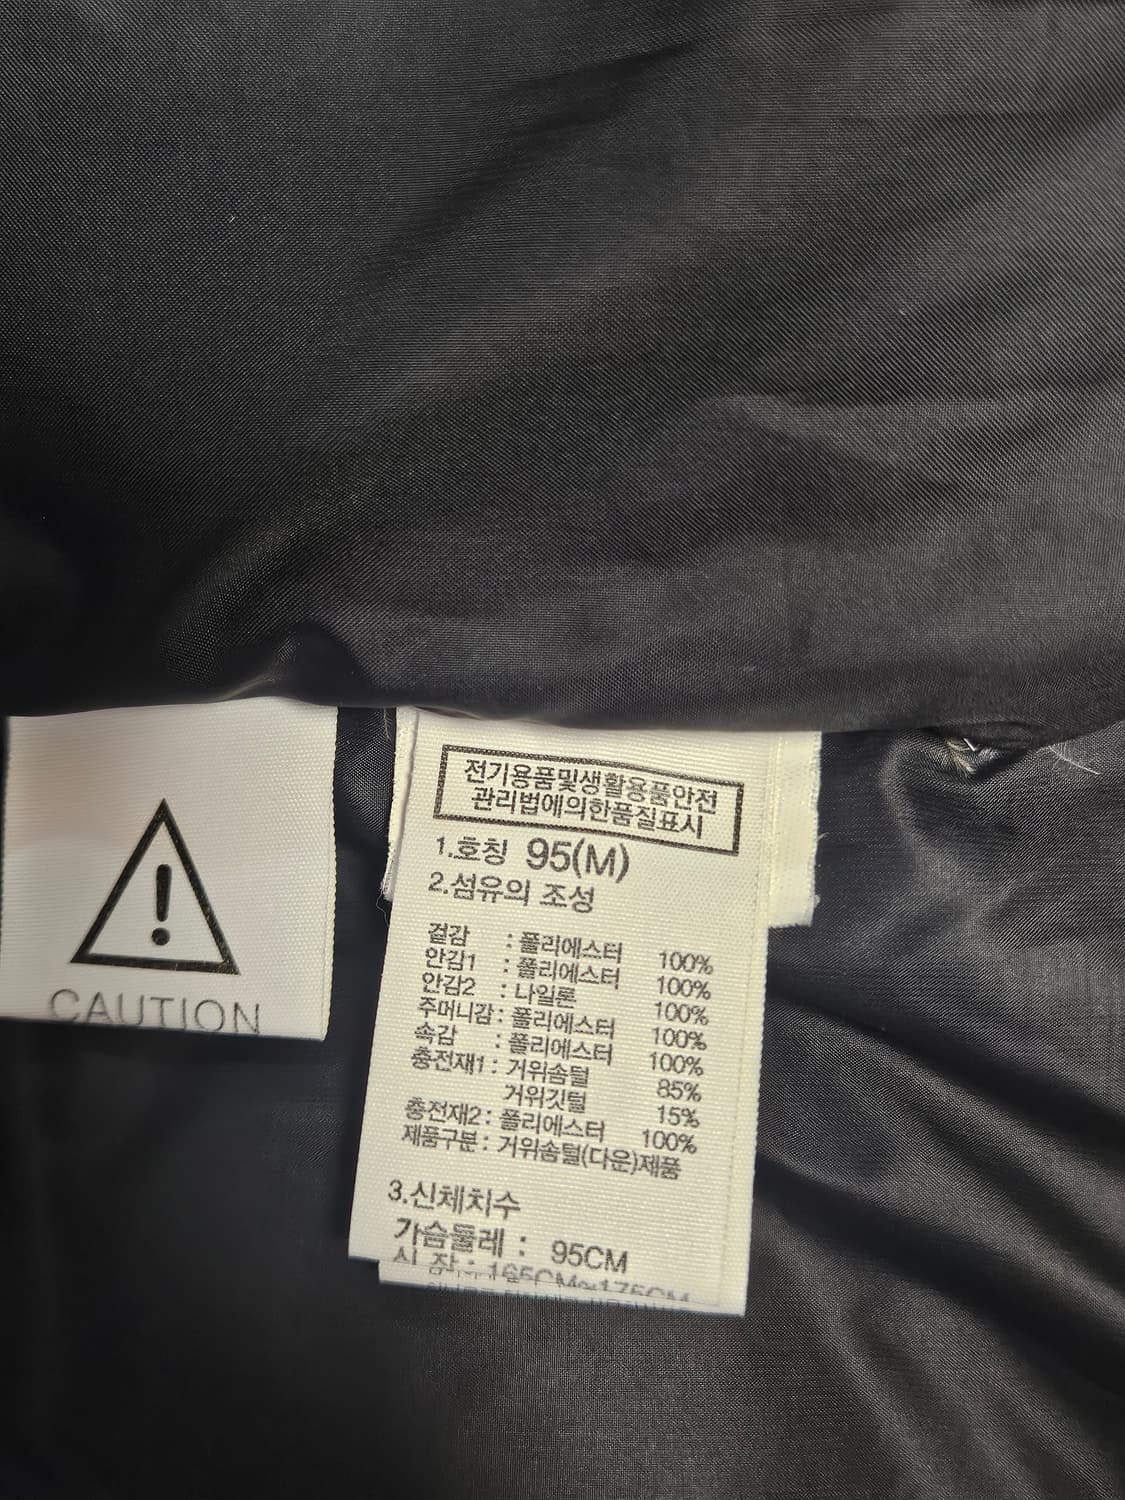 CAUTION
전기용품및생활용품안전
관리법에의한품질표시
1.호칭 95(M)
2.섬유의 조성
겉감 : 폴리에스터 100%
안감1 : 폴리에스터 100%
안감2 : 나일론 100%
주머니감 : 폴리에스터 100%
속감 : 폴리에스터 100%
충전재1 : 거위솜털 85%
거위깃털 15%
충전재2 : 폴리에스터 100%
제품구분 : 거위솜털(다운)제품
3.신체치수
가슴둘레 : 95CM
165CM~175CM